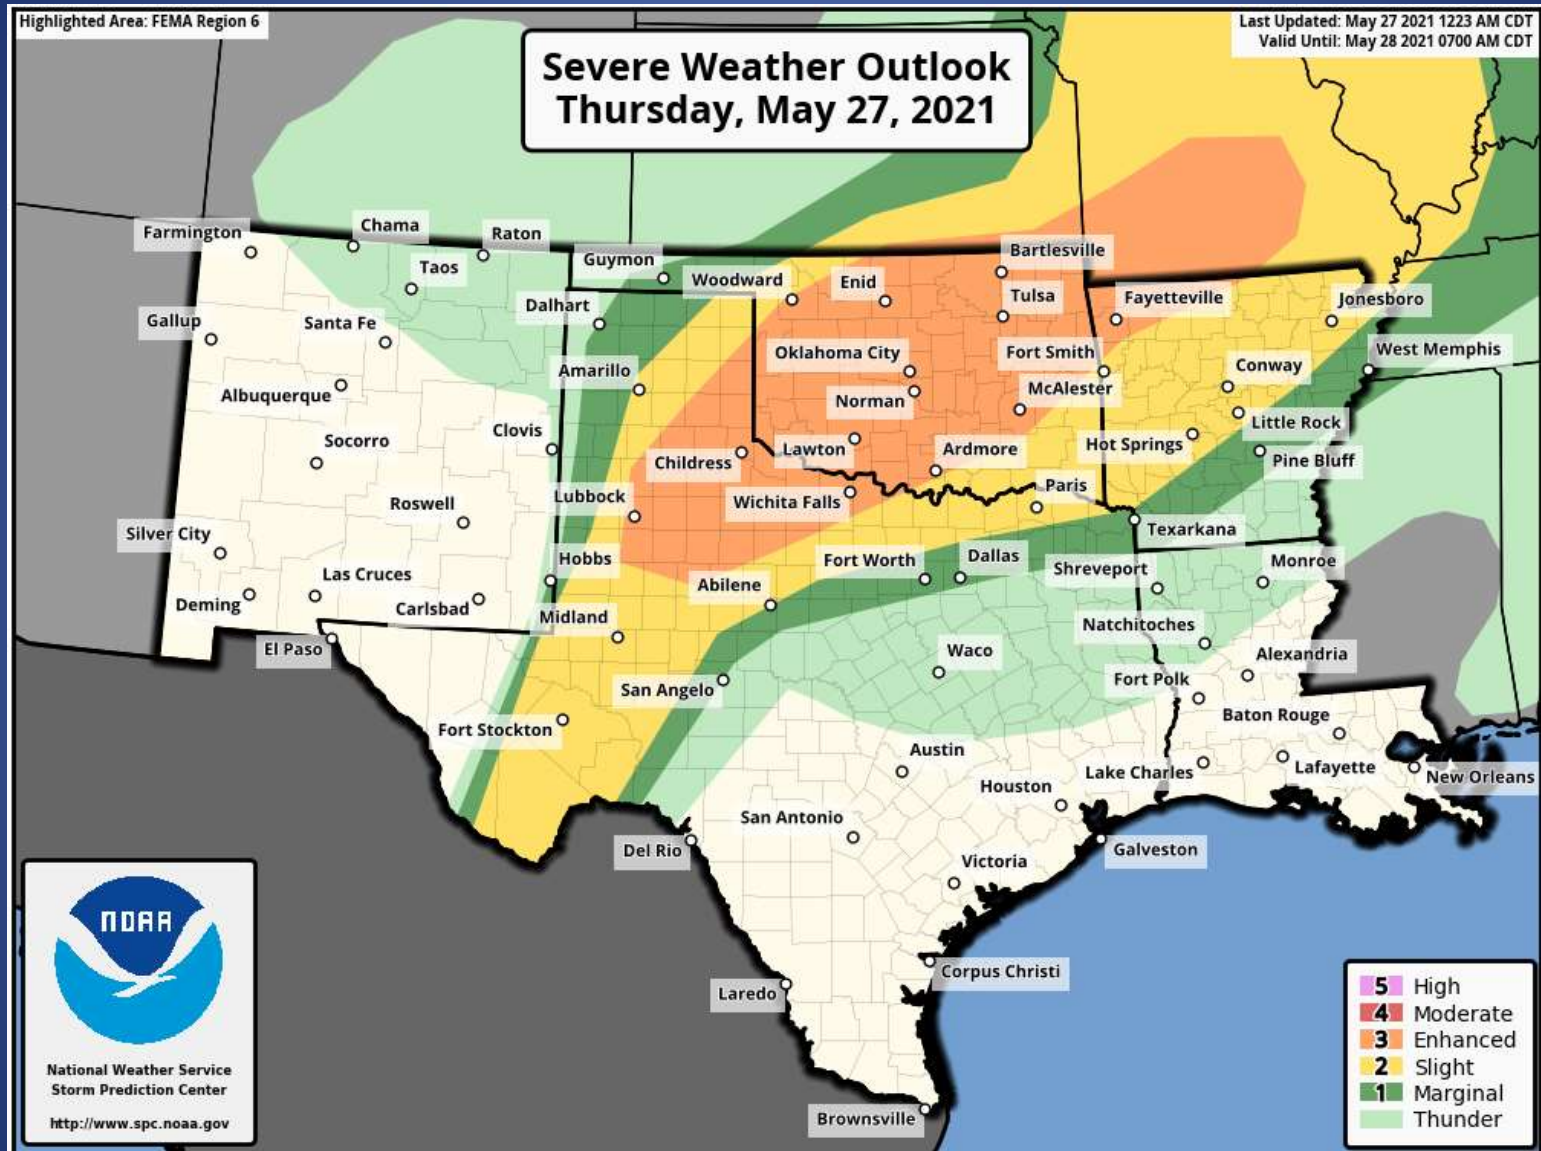 Highlighted Area: FEMA Region 6
Last Updated: May 27 2021 1223 AM CDT
Valid Until: May 28 2021 0700 AM CDT
Severe Weather Outlook
Thursday, May 27, 2021
Farmington
Chama
Raton
Taos
Guymon
Woodward
Enid
Bartlesville
Dalhart
Tulsa
Fayetteville
Jonesboro
Gallup
Santa Fe
Oklahoma City
Fort Smith
West Memphis
Amarillo
Conway
Albuquerque
Norman
McAlester
Little Rock
Clovis
Socorro
Childress
Lawton
Ardmore
Hot Springs
Pine Bluff
Roswell
Lubbock
Wichita Falls
Paris
Texarkana
Silver City
Hobbs
Fort Worth
Dallas
Shreveport
Monroe
Las Cruces
Deming
Carlsbad
Abilene
Midland
Natchitoches
El Paso
Waco
Alexandria
San Angelo
Fort Polk
Fort Stockton
Baton Rouge
Austin
Lake Charles
Lafayette
New Orleans
Houston
San Antonio
Del Rio
Galveston
Victoria
Corpus Christi
Laredo
Brownsville
NOAA
National Weather Service
Storm Prediction Center
http://www.spc.noaa.gov
5 High
4 Moderate
3 Enhanced
2 Slight
1 Marginal
Thunder